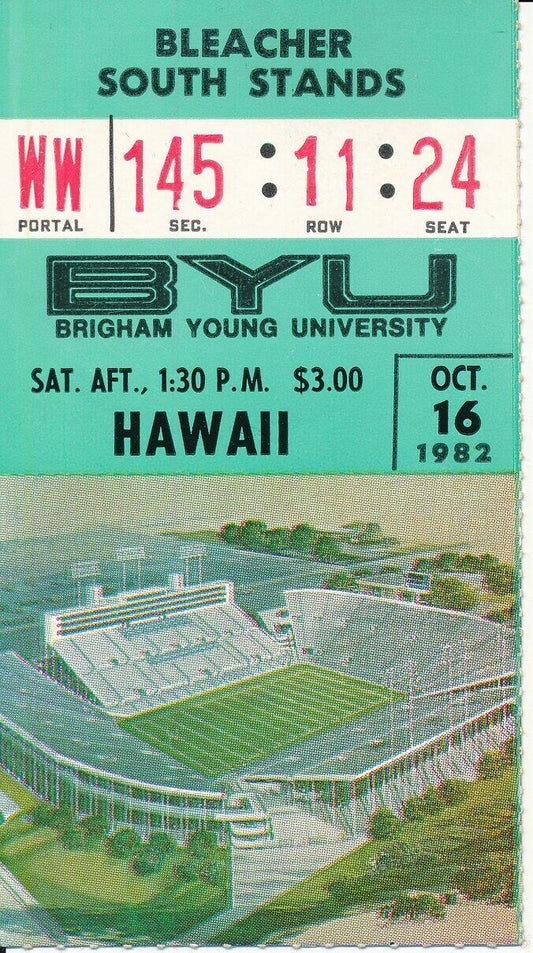 BLEACHER
SOUTH STANDS
WW 145 : 11 : 24
PORTAL SEC. ROW SEAT
BYU
BRIGHAM YOUNG UNIVERSITY
SAT. AFT., 1:30 P.M. $3.00
HAWAII
OCT.
16
1982